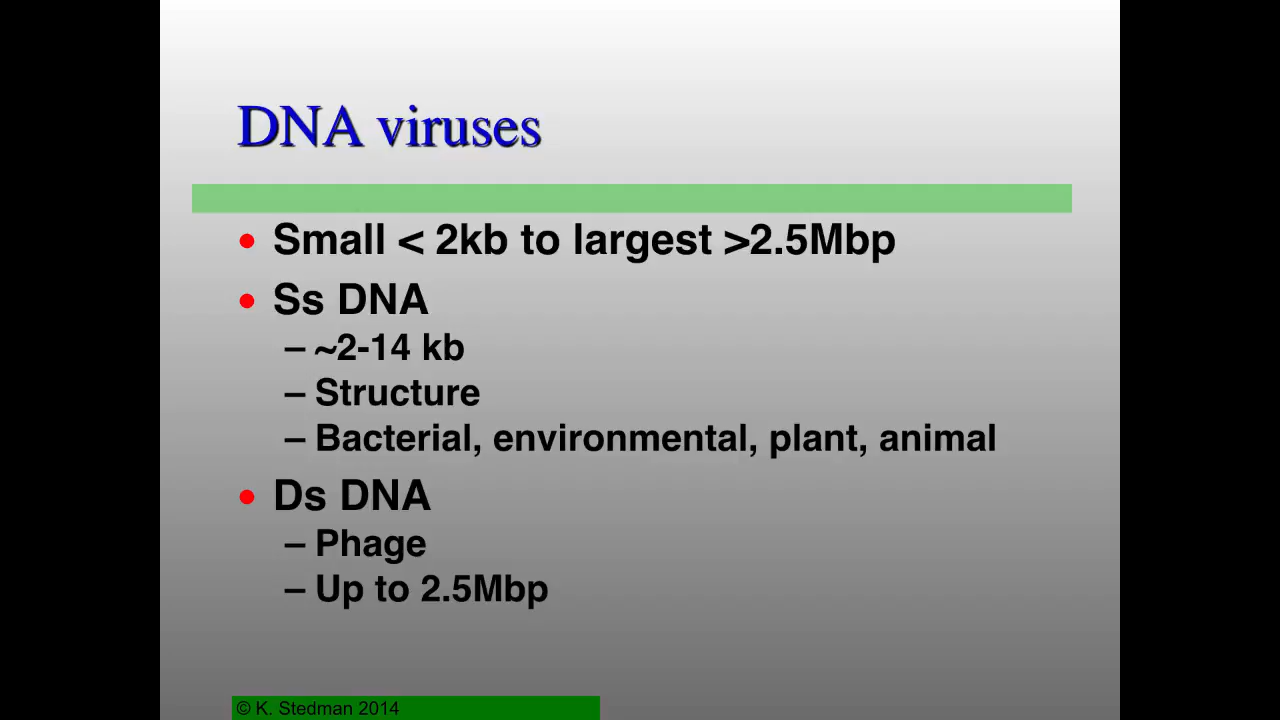 DNA viruses
• Small < 2kb to largest >2.5Mbp
• Ss DNA
– ~2-14 kb
– Structure
– Bacterial, environmental, plant, animal
• Ds DNA
– Phage
– Up to 2.5Mbp
© K. Stedman 2014